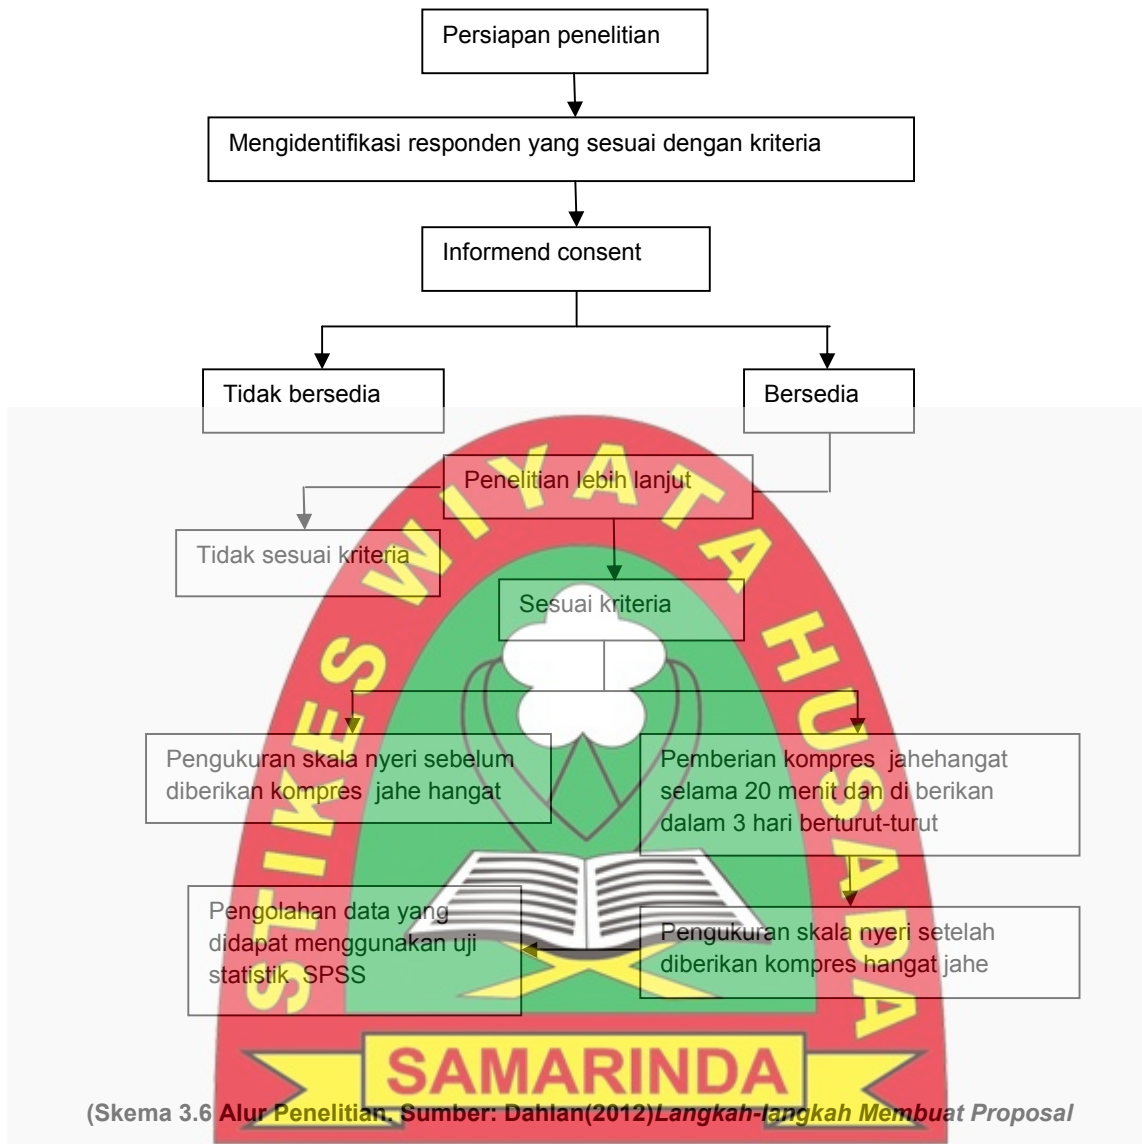 Persiapan penelitian
Mengidentifikasi responden yang sesuai dengan kriteria
Informend consent
Tidak bersedia
Bersedia
Penelitian lebih lanjut
Tidak sesuai kriteria
Sesuai kriteria
Pengukuran skala nyeri sebelum
diberikan kompres jahe hangat
Pemberian kompres jahehangat
selama 20 menit dan di berikan
dalam 3 hari berturut-turut
Pengolahan data yang
didapat menggunakan uji
statistik SPSS
Pengukuran skala nyeri setelah
diberikan kompres hangat jahe
STIKES WIYATA HUSADA
SAMARINDA
(Skema 3.6 Alur Penelitian. Sumber: Dahlan(2012)Langkah-langkah Membuat Proposal